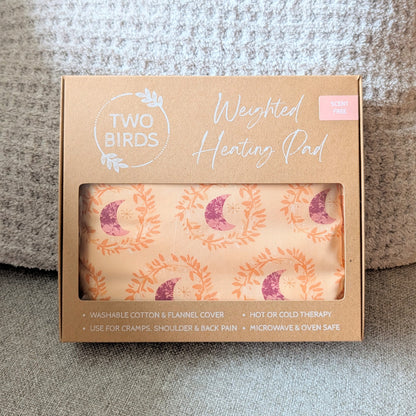 TWO
BIRDS
Weighted
Heating Pad
SCENT
FREE
• WASHABLE COTTON & FLANNEL COVER
• USE FOR CRAMPS, SHOULDER & BACK PAIN
• HOT OR COLD THERAPY
• MICROWAVE & OVEN SAFE